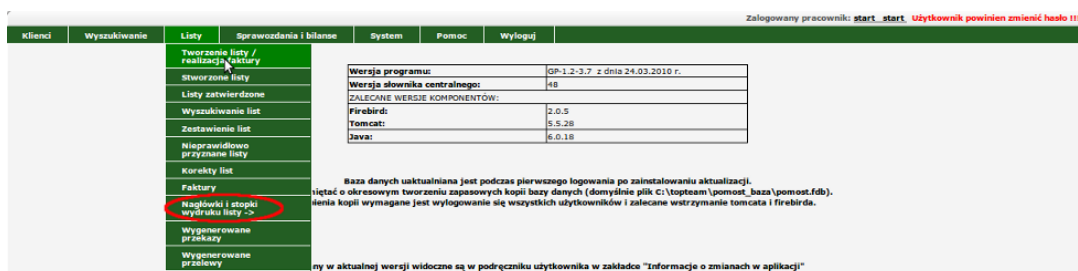 Zalogowany pracownik: start start Użytkownik powinien zmienić hasło !!!
Klienci Wyszukiwanie Listy Sprawozdania i bilanse System Pomoc Wyloguj
Tworzenie listy /
realizacja faktury
Stworzone listy
Listy zatwierdzone
Wyszukiwanie list
Zestawienie list
Nieprawidłowo
przyznane listy
Korekty list
Faktury
Nagłówki i stopki
wydruku listy ->
Wygenerowane
przekazy
Wygenerowane
przelewy
Wersja programu: GP-1.2-3.7 z dnia 24.03.2010 r.
Wersja słownika centralnego: 48
ZALECANE WERSJE KOMPONENTÓW:
Firebird: 2.0.5
Tomcat: 5.5.28
Java: 6.0.18
Baza danych uaktualniana jest podczas pierwszego logowania po zainstalowaniu aktualizacji.
iętać o okresowym tworzeniu zapasowych kopii bazy danych (domyślnie plik C:\topteam\pomost_baza\pomost.fdb).
ienia kopii wymagane jest wylogowanie się wszystkich użytkowników i zalecane wstrzymanie tomcata i firebirda.
ny w aktualnej wersji widoczne są w podręczniku użytkownika w zakładce "Informacje o zmianach w aplikacji"